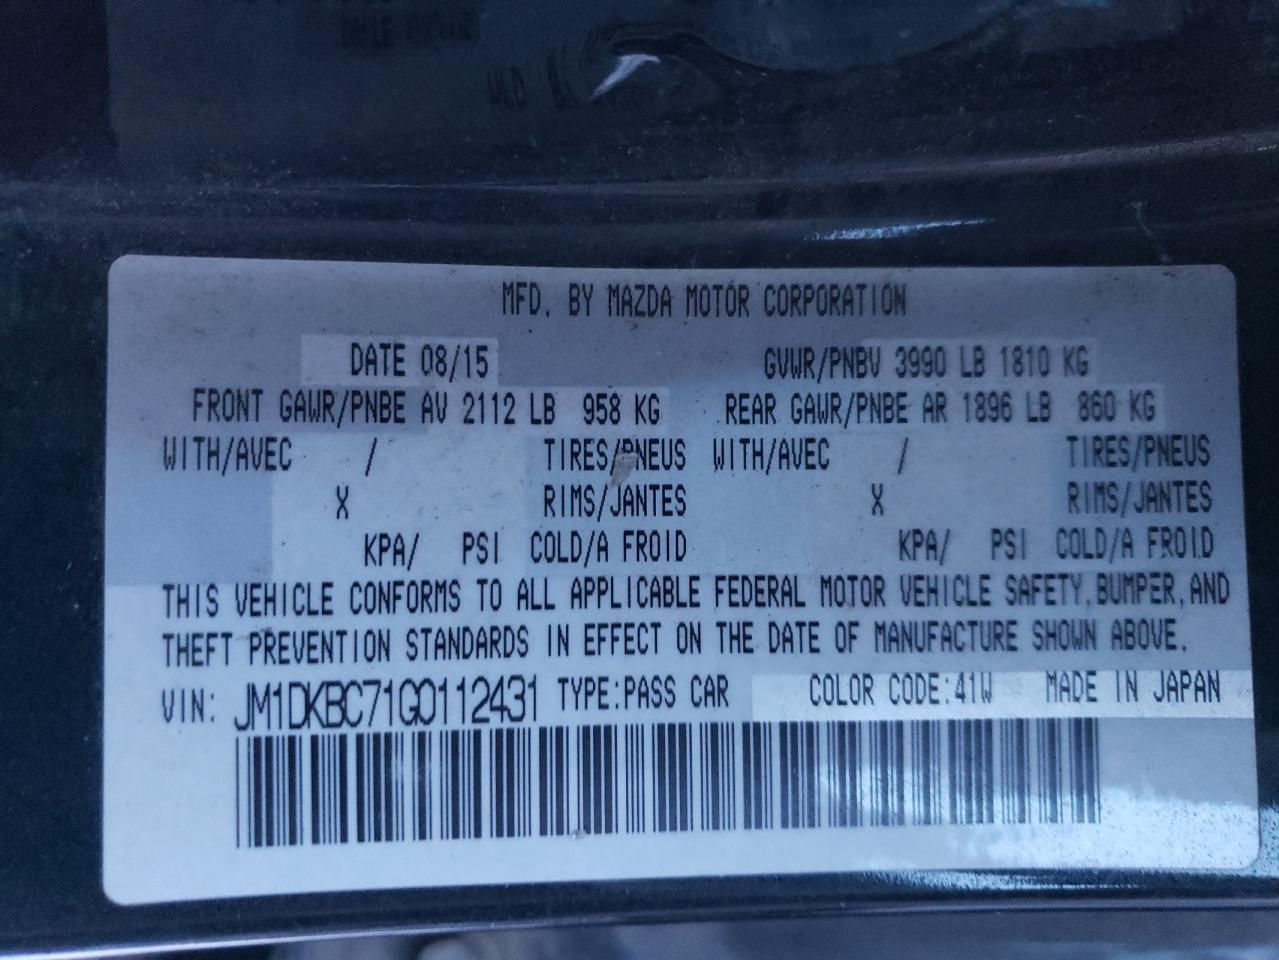 MFD. BY MAZDA MOTOR CORPORATION
DATE 08/15 GVWR/PNBV 3990 LB 1810 KG
FRONT GAWR/PNBE AV 2112 LB 958 KG REAR GAWR/PNBE AR 1896 LB 860 KG
WITH/AVEC / TIRES/PNEUS WITH/AVEC / TIRES/PNEUS
X RIMS/JANTES X RIMS/JANTES
KPA/ PSI COLD/A FROID KPA/ PSI COLD/A FROID
THIS VEHICLE CONFORMS TO ALL APPLICABLE FEDERAL MOTOR VEHICLE SAFETY, BUMPER, AND
THEFT PREVENTION STANDARDS IN EFFECT ON THE DATE OF MANUFACTURE SHOWN ABOVE.
VIN: JM1DKBC71G0112431 TYPE:PASS CAR COLOR CODE:41W MADE IN JAPAN